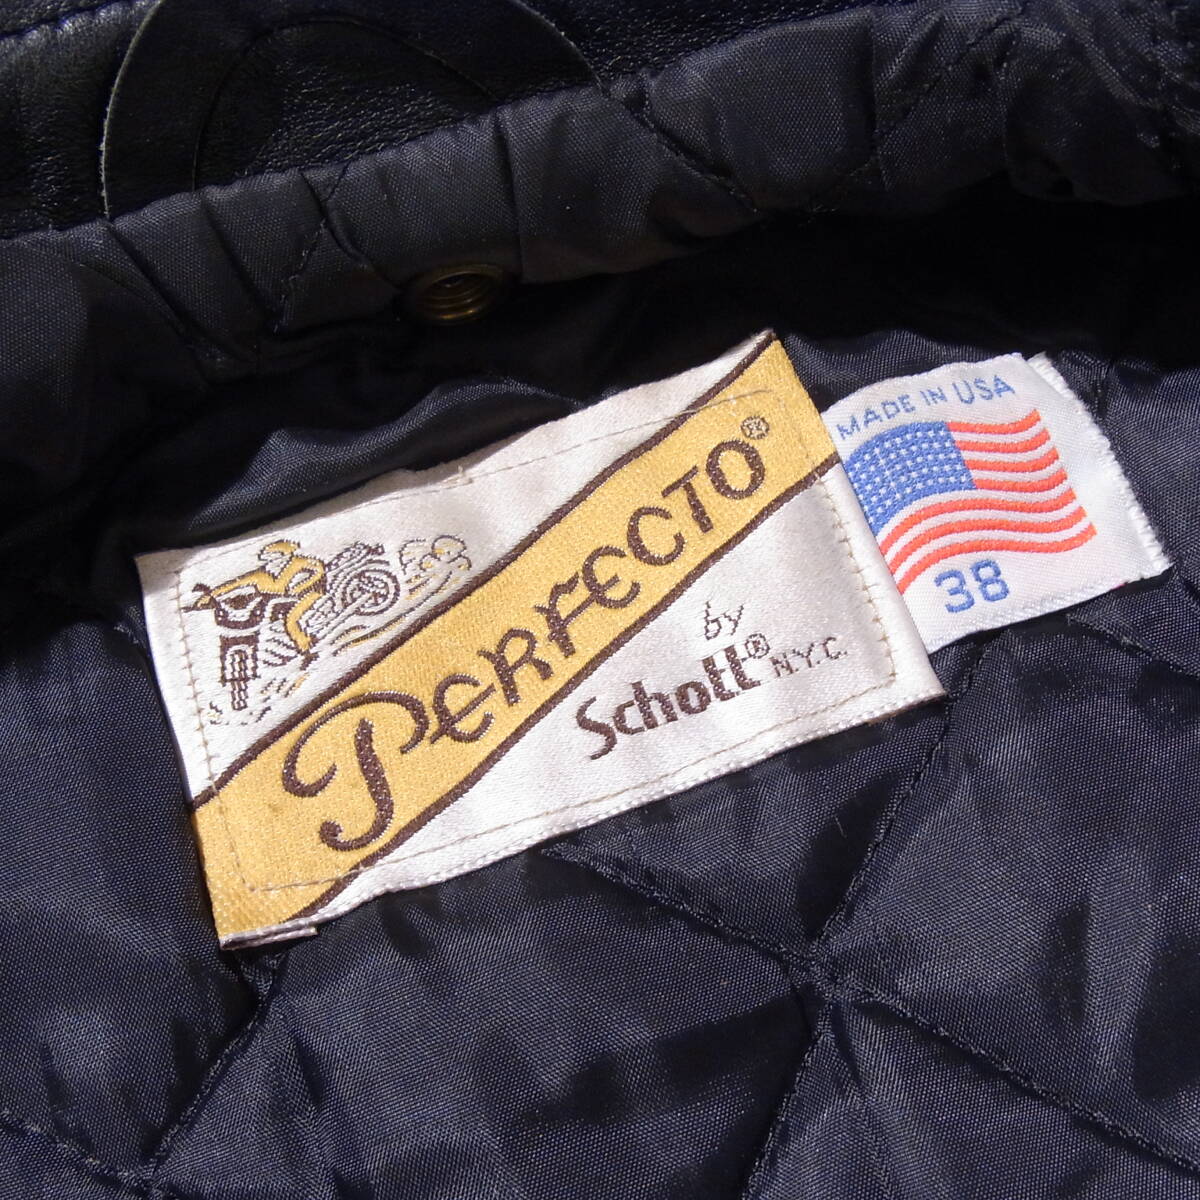 PERFECTO®
by
Schott® N.Y.C.
MADE IN USA
38